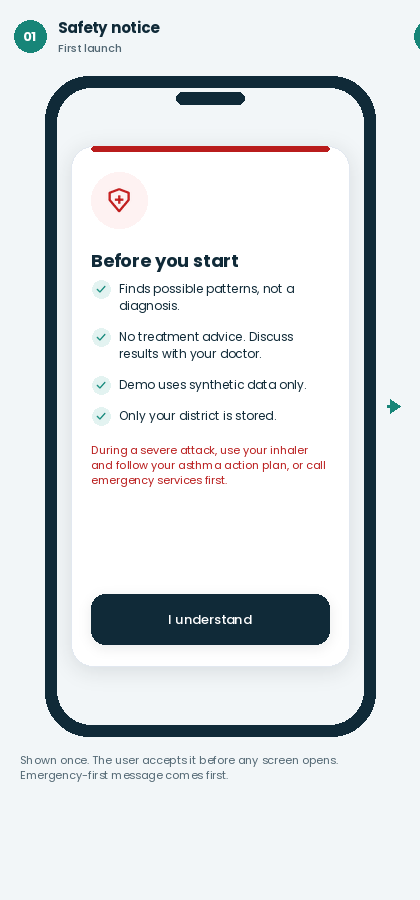 01
Safety notice
First launch
Before you start
Finds possible patterns, not a
diagnosis.
No treatment advice. Discuss
results with your doctor.
Demo uses synthetic data only.
Only your district is stored.
During a severe attack, use your inhaler
and follow your asthma action plan, or call
emergency services first.
I understand
Shown once. The user accepts it before any screen opens.
Emergency-first message comes first.